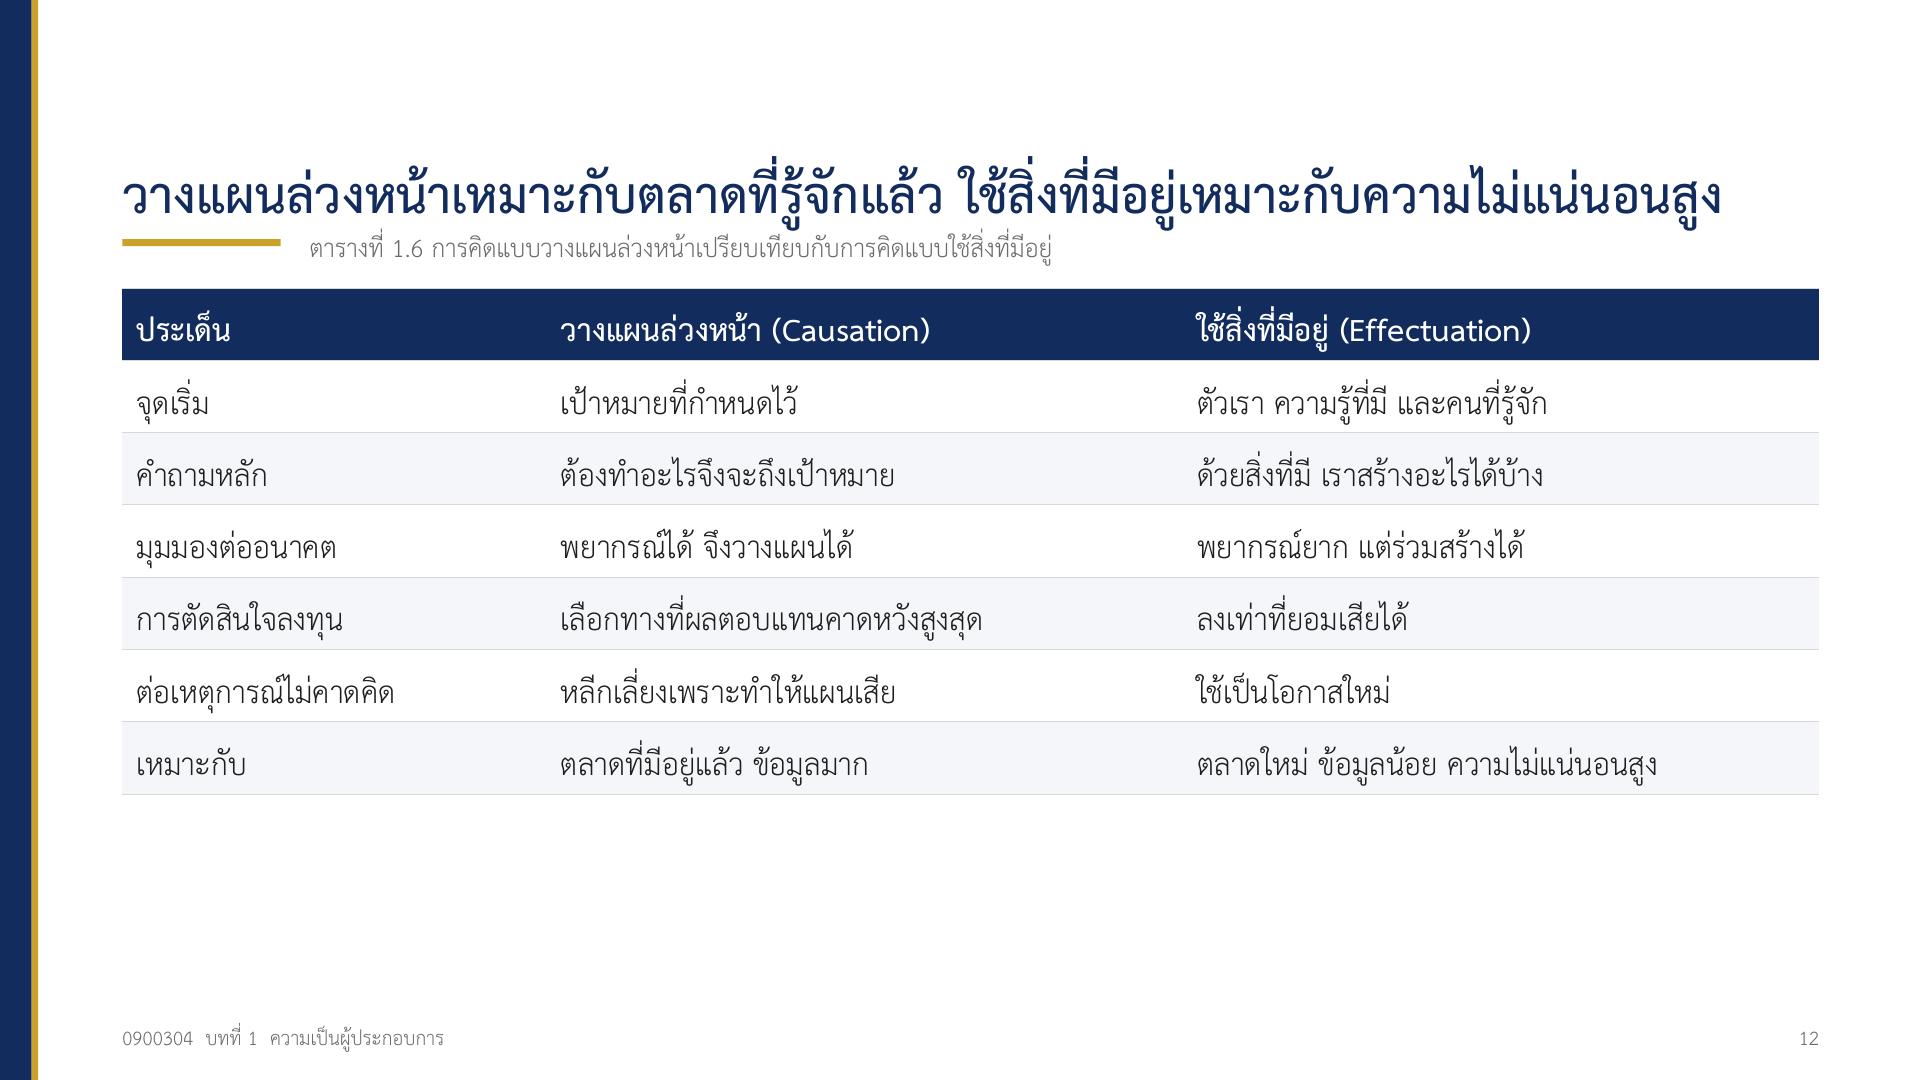 วางแผนล่วงหน้าเหมาะกับตลาดที่รู้จักแล้ว ใช้สิ่งที่มีอยู่เหมาะกับความไม่แน่นอนสูง
ตารางที่ 1.6 การคิดแบบวางแผนล่วงหน้าเปรียบเทียบกับการคิดแบบใช้สิ่งที่มีอยู่
ประเด็น วางแผนล่วงหน้า (Causation) ใช้สิ่งที่มีอยู่ (Effectuation)
จุดเริ่ม เป้าหมายที่กำหนดไว้ ตัวเรา ความรู้ที่มี และคนที่รู้จัก
คำถามหลัก ต้องทำอะไรจึงจะถึงเป้าหมาย ด้วยสิ่งที่มี เราสร้างอะไรได้บ้าง
มุมมองต่ออนาคต พยากรณ์ได้ จึงวางแผนได้ พยากรณ์ยาก แต่ร่วมสร้างได้
การตัดสินใจลงทุน เลือกทางที่ผลตอบแทนคาดหวังสูงสุด ลงเท่าที่ยอมเสียได้
ต่อเหตุการณ์ไม่คาดคิด หลีกเลี่ยงเพราะทำให้แผนเสีย ใช้เป็นโอกาสใหม่
เหมาะกับ ตลาดที่มีอยู่แล้ว ข้อมูลมาก ตลาดใหม่ ข้อมูลน้อย ความไม่แน่นอนสูง
0900304 บทที่ 1 ความเป็นผู้ประกอบการ 12